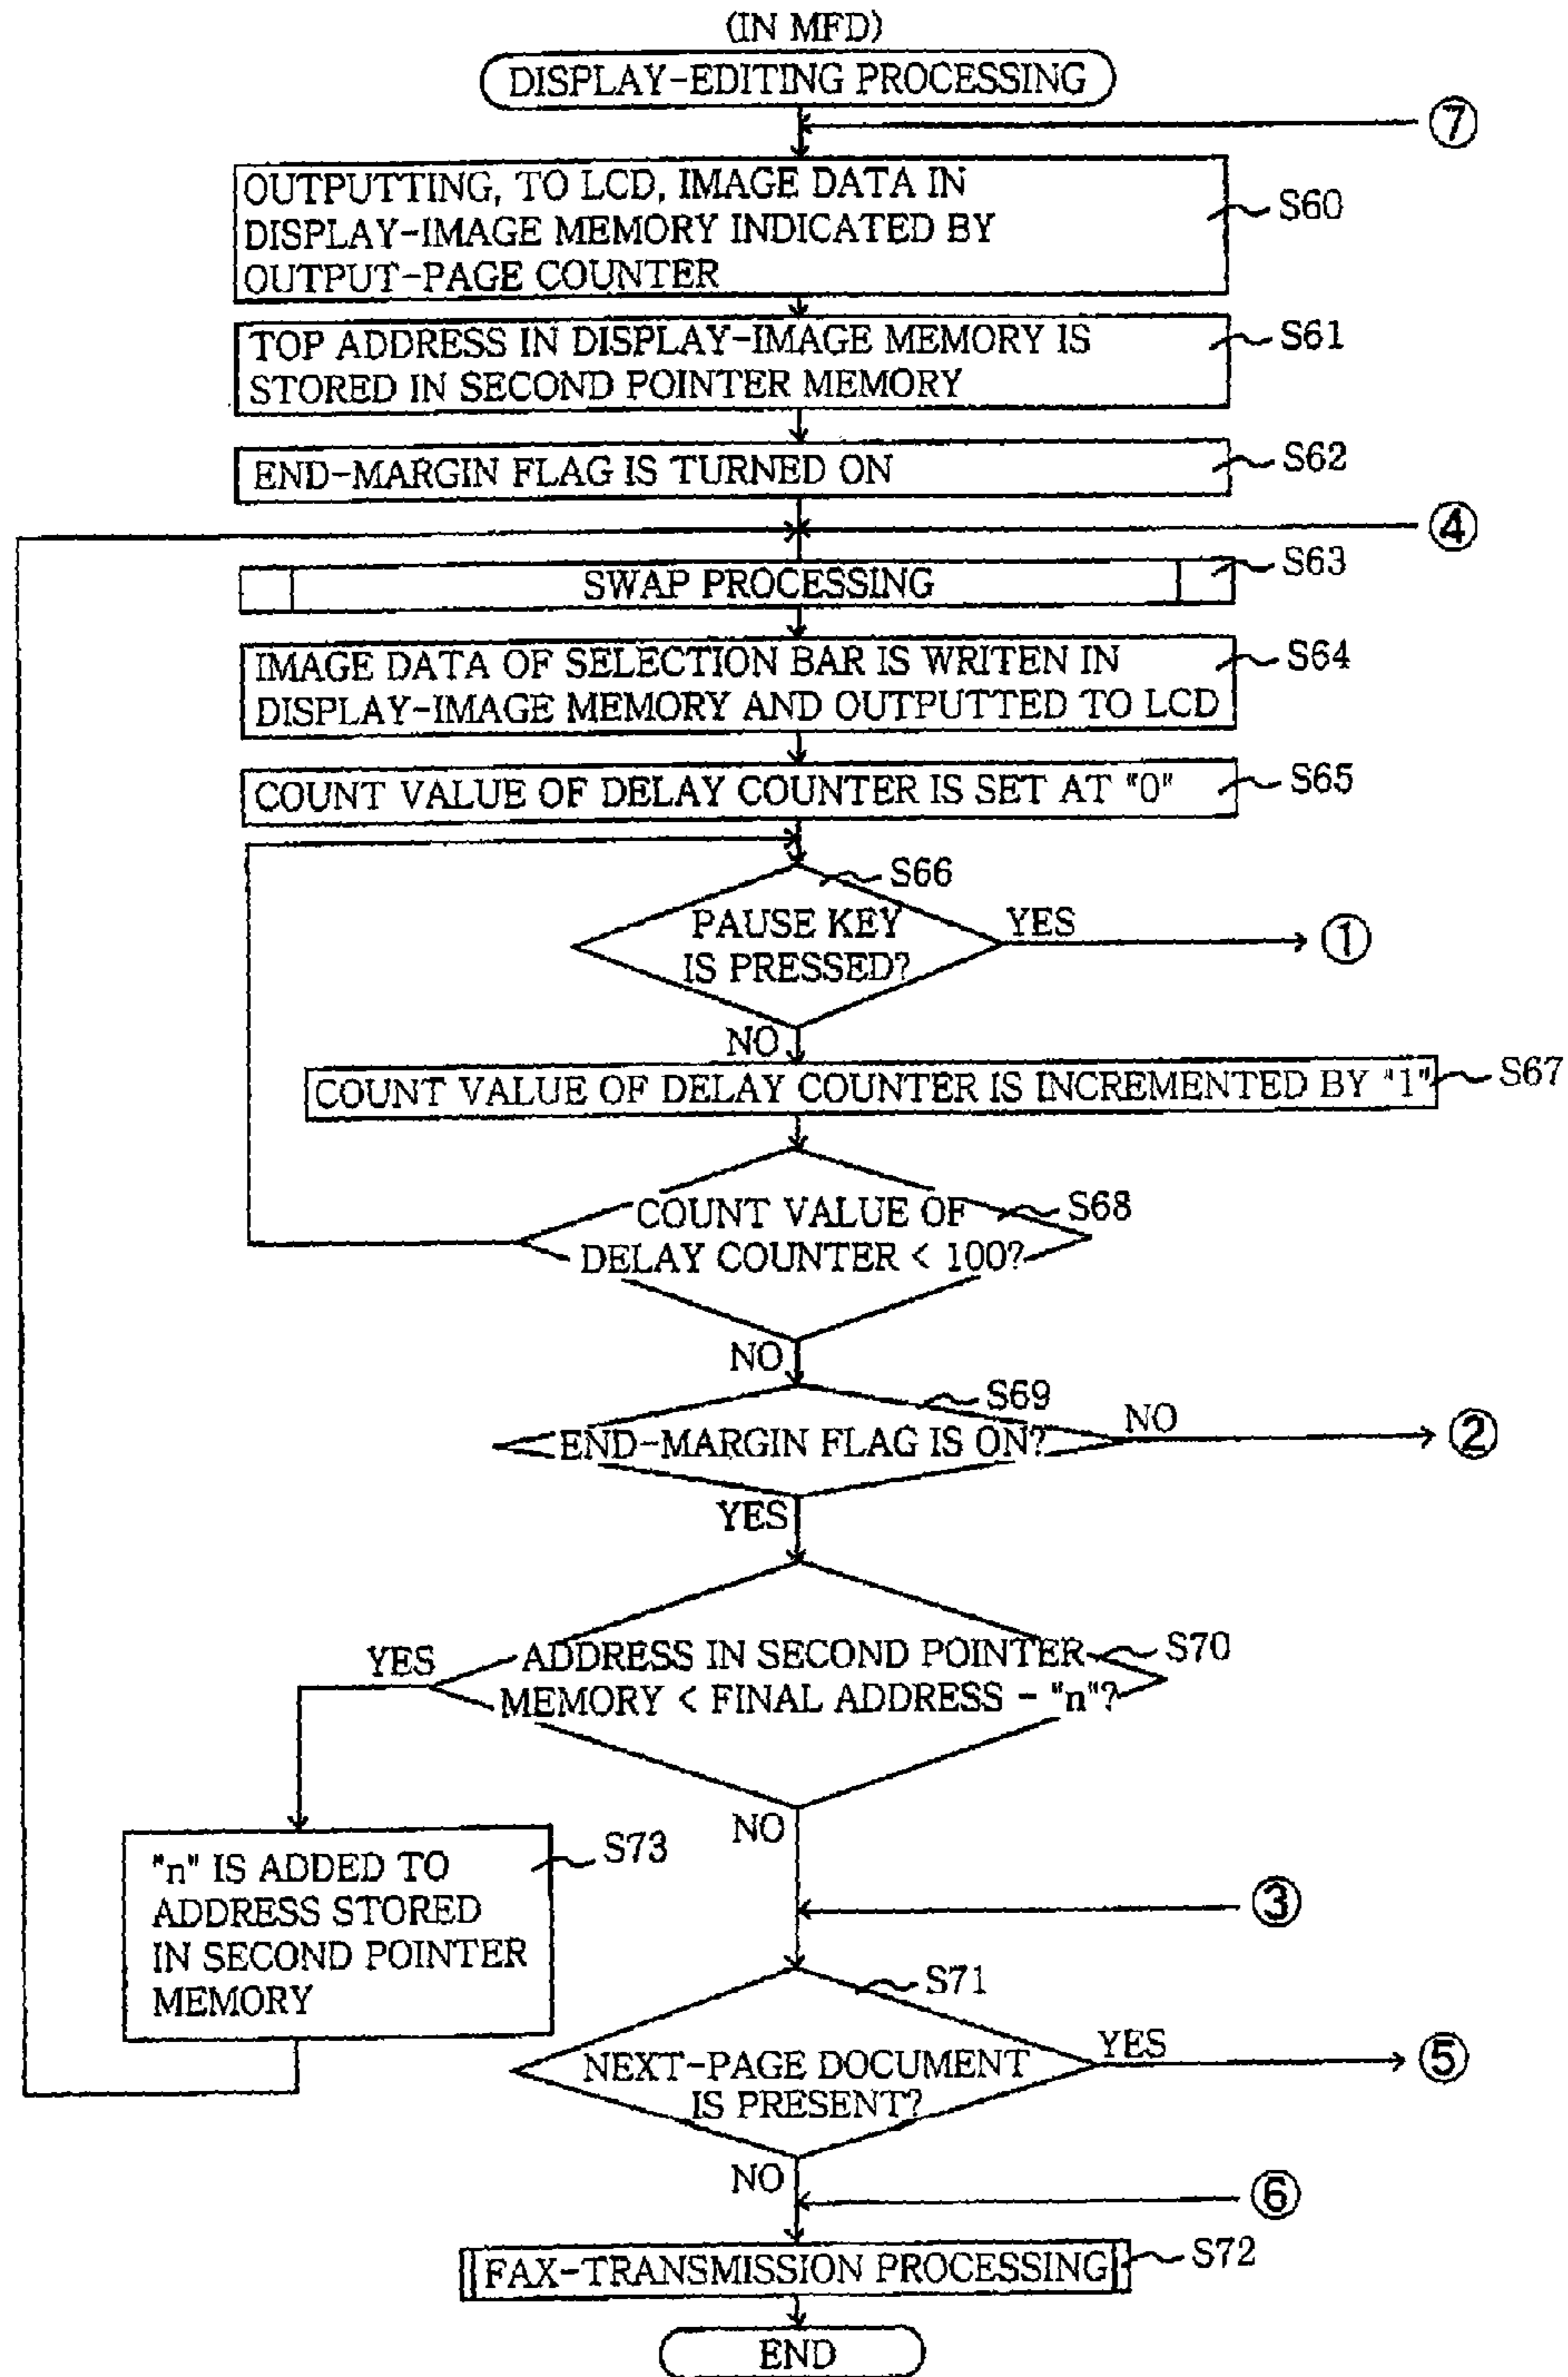 (IN MFD)
DISPLAY-EDITING PROCESSING
⑦
OUTPUTTING, TO LCD, IMAGE DATA IN
DISPLAY-IMAGE MEMORY INDICATED BY
OUTPUT-PAGE COUNTER
S60
TOP ADDRESS IN DISPLAY-IMAGE MEMORY IS
STORED IN SECOND POINTER MEMORY
S61
END-MARGIN FLAG IS TURNED ON
S62
④
SWAP PROCESSING
S63
IMAGE DATA OF SELECTION BAR IS WRITEN IN
DISPLAY-IMAGE MEMORY AND OUTPUTTED TO LCD
S64
COUNT VALUE OF DELAY COUNTER IS SET AT "0"
S65
S66
PAUSE KEY
IS PRESSED?
YES
①
NO
COUNT VALUE OF DELAY COUNTER IS INCREMENTED BY "1"
S67
COUNT VALUE OF
DELAY COUNTER < 100?
S68
NO
S69
END-MARGIN FLAG IS ON?
NO
②
YES
YES
ADDRESS IN SECOND POINTER
MEMORY < FINAL ADDRESS - "n"?
S70
NO
"n" IS ADDED TO
ADDRESS STORED
IN SECOND POINTER
MEMORY
S73
③
S71
NEXT-PAGE DOCUMENT
IS PRESENT?
YES
⑤
NO
⑥
FAX-TRANSMISSION PROCESSING
S72
END